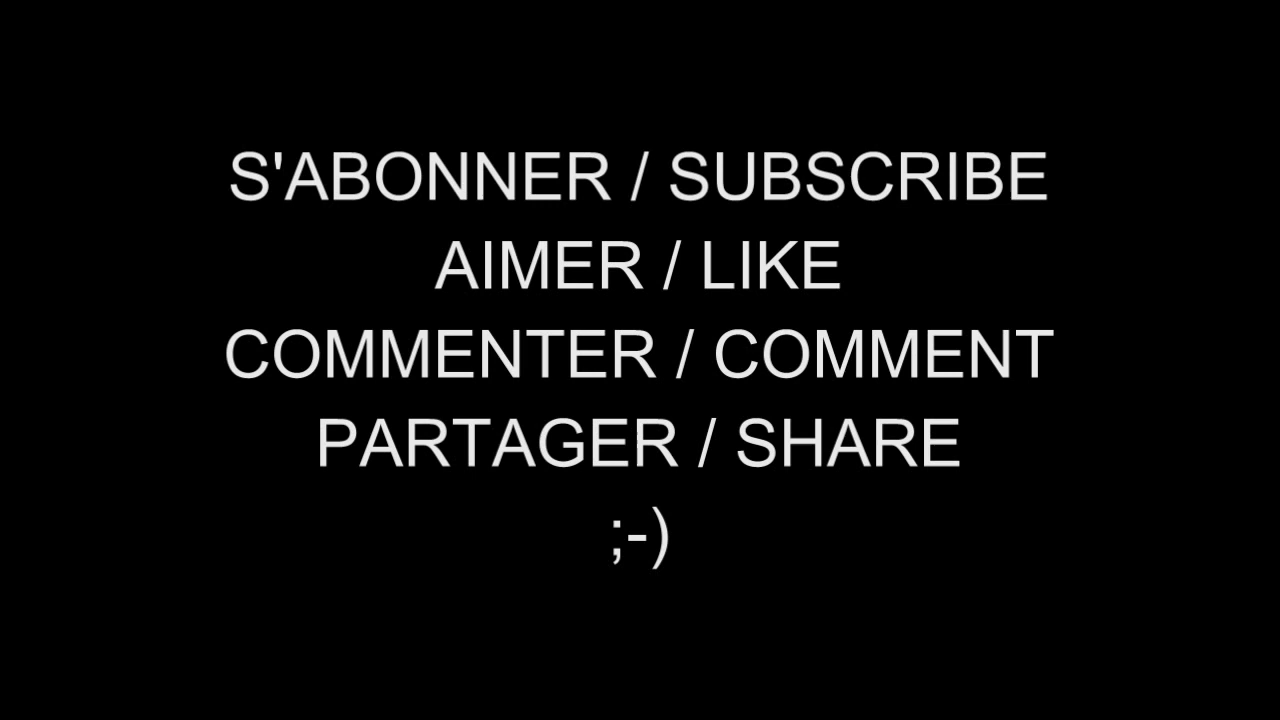 S'ABONNER / SUBSCRIBE
AIMER / LIKE
COMMENTER / COMMENT
PARTAGER / SHARE
;-)